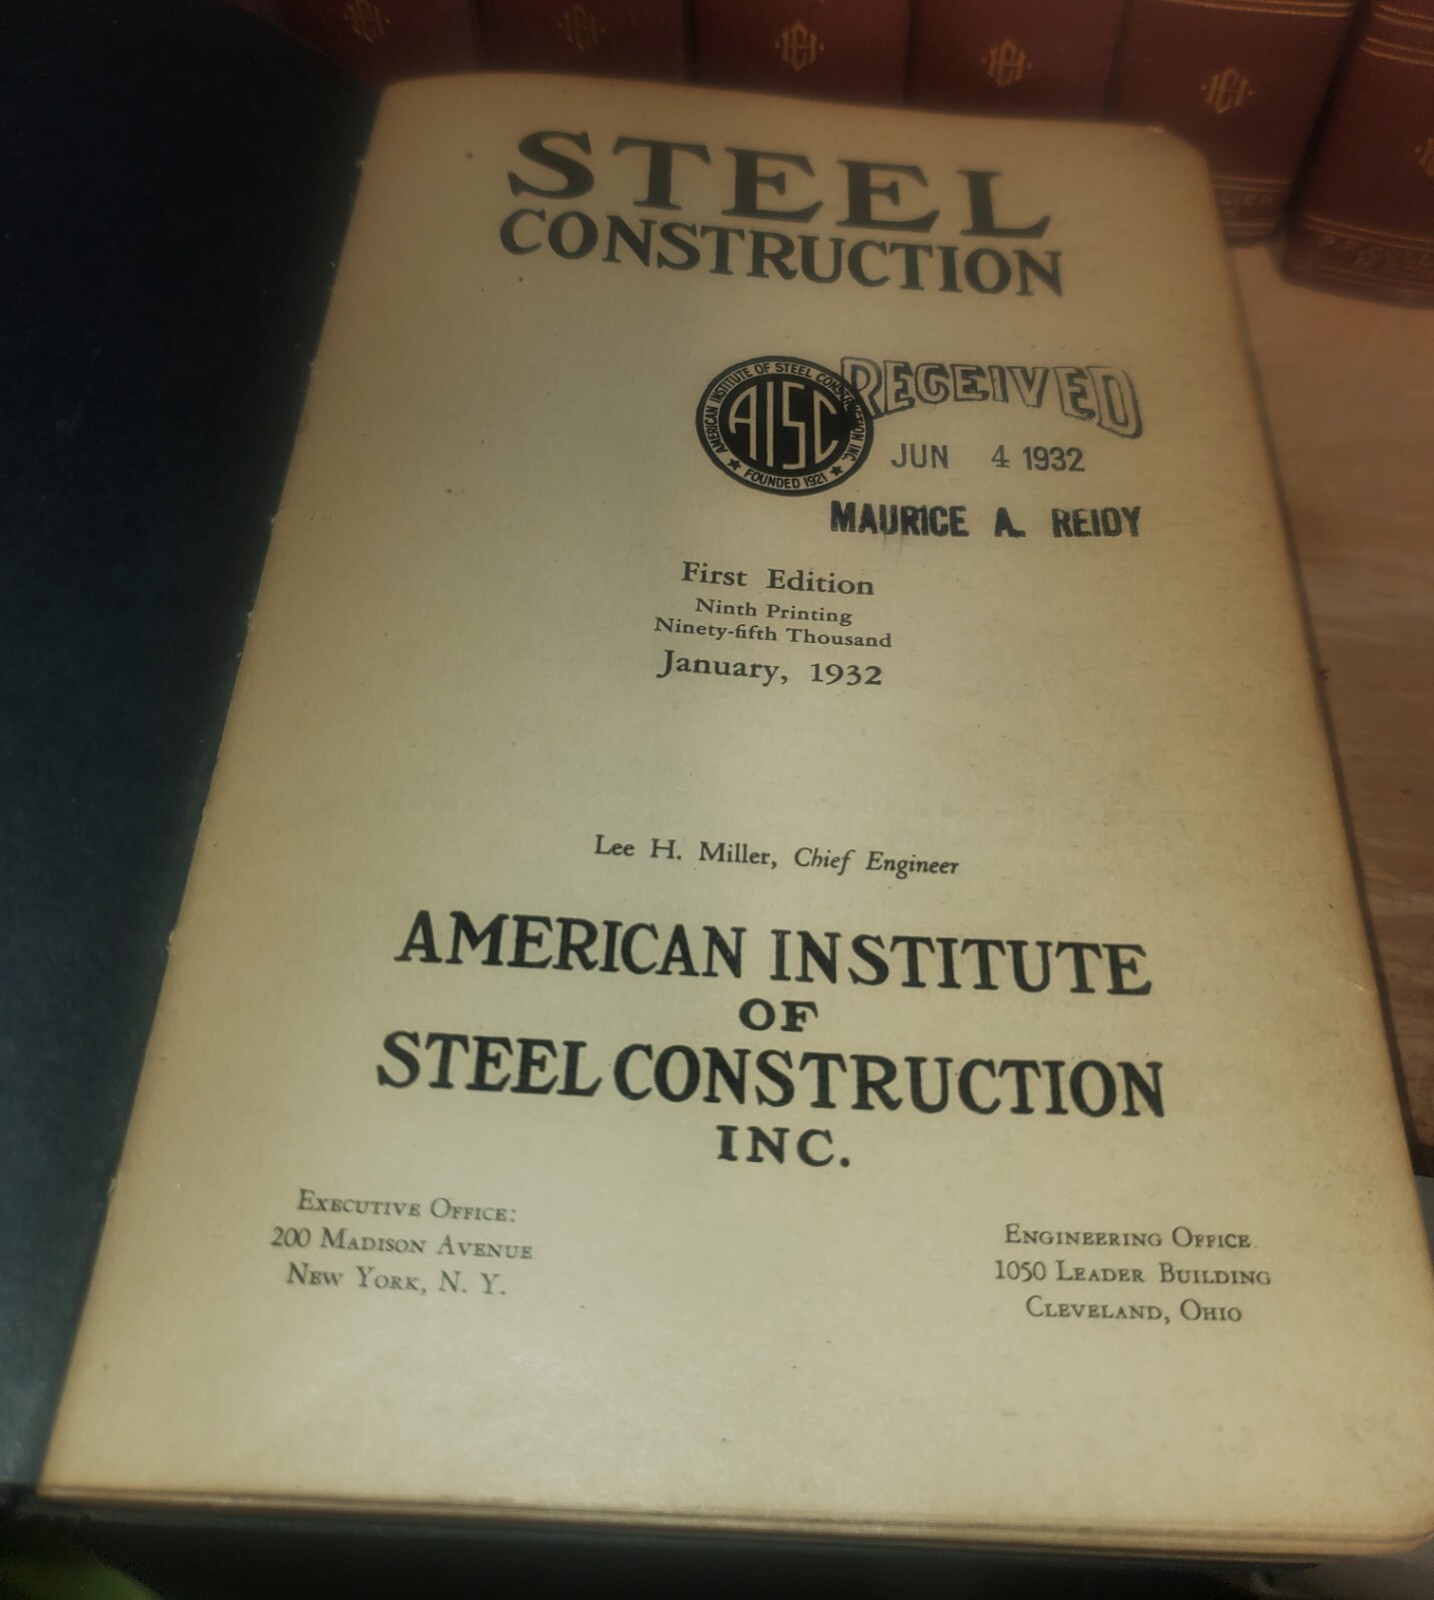 STEEL
CONSTRUCTION
AMERICAN INSTITUTE OF STEEL CONSTRUCTION INC.
AISC
FOUNDED 1921
RECEIVED
JUN 4 1932
MAURICE A. REIDY
First Edition
Ninth Printing
Ninety-fifth Thousand
January, 1932
Lee H. Miller, Chief Engineer
AMERICAN INSTITUTE
OF
STEEL CONSTRUCTION
INC.
EXECUTIVE OFFICE:
200 MADISON AVENUE
NEW YORK, N. Y.
ENGINEERING OFFICE
1050 LEADER BUILDING
CLEVELAND, OHIO